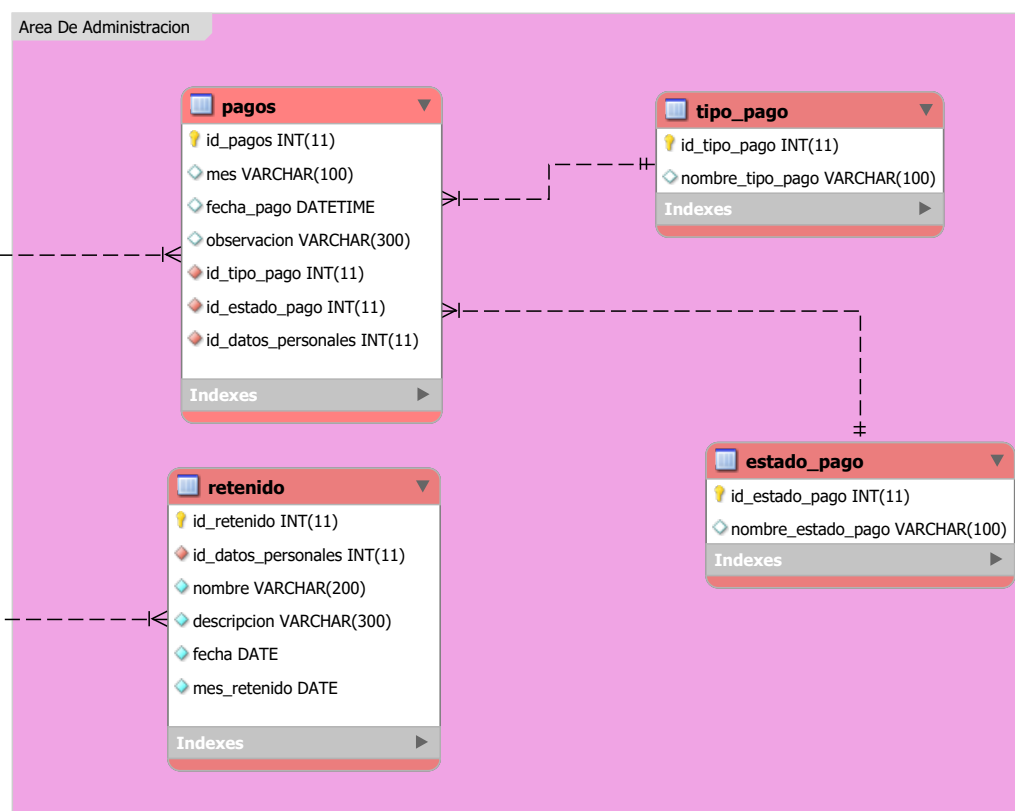 Area De Administracion
pagos
id_pagos INT(11)
mes VARCHAR(100)
fecha_pago DATETIME
observacion VARCHAR(300)
id_tipo_pago INT(11)
id_estado_pago INT(11)
id_datos_personales INT(11)
Indexes
tipo_pago
id_tipo_pago INT(11)
nombre_tipo_pago VARCHAR(100)
Indexes
retenido
id_retenido INT(11)
id_datos_personales INT(11)
nombre VARCHAR(200)
descripcion VARCHAR(300)
fecha DATE
mes_retenido DATE
Indexes
estado_pago
id_estado_pago INT(11)
nombre_estado_pago VARCHAR(100)
Indexes